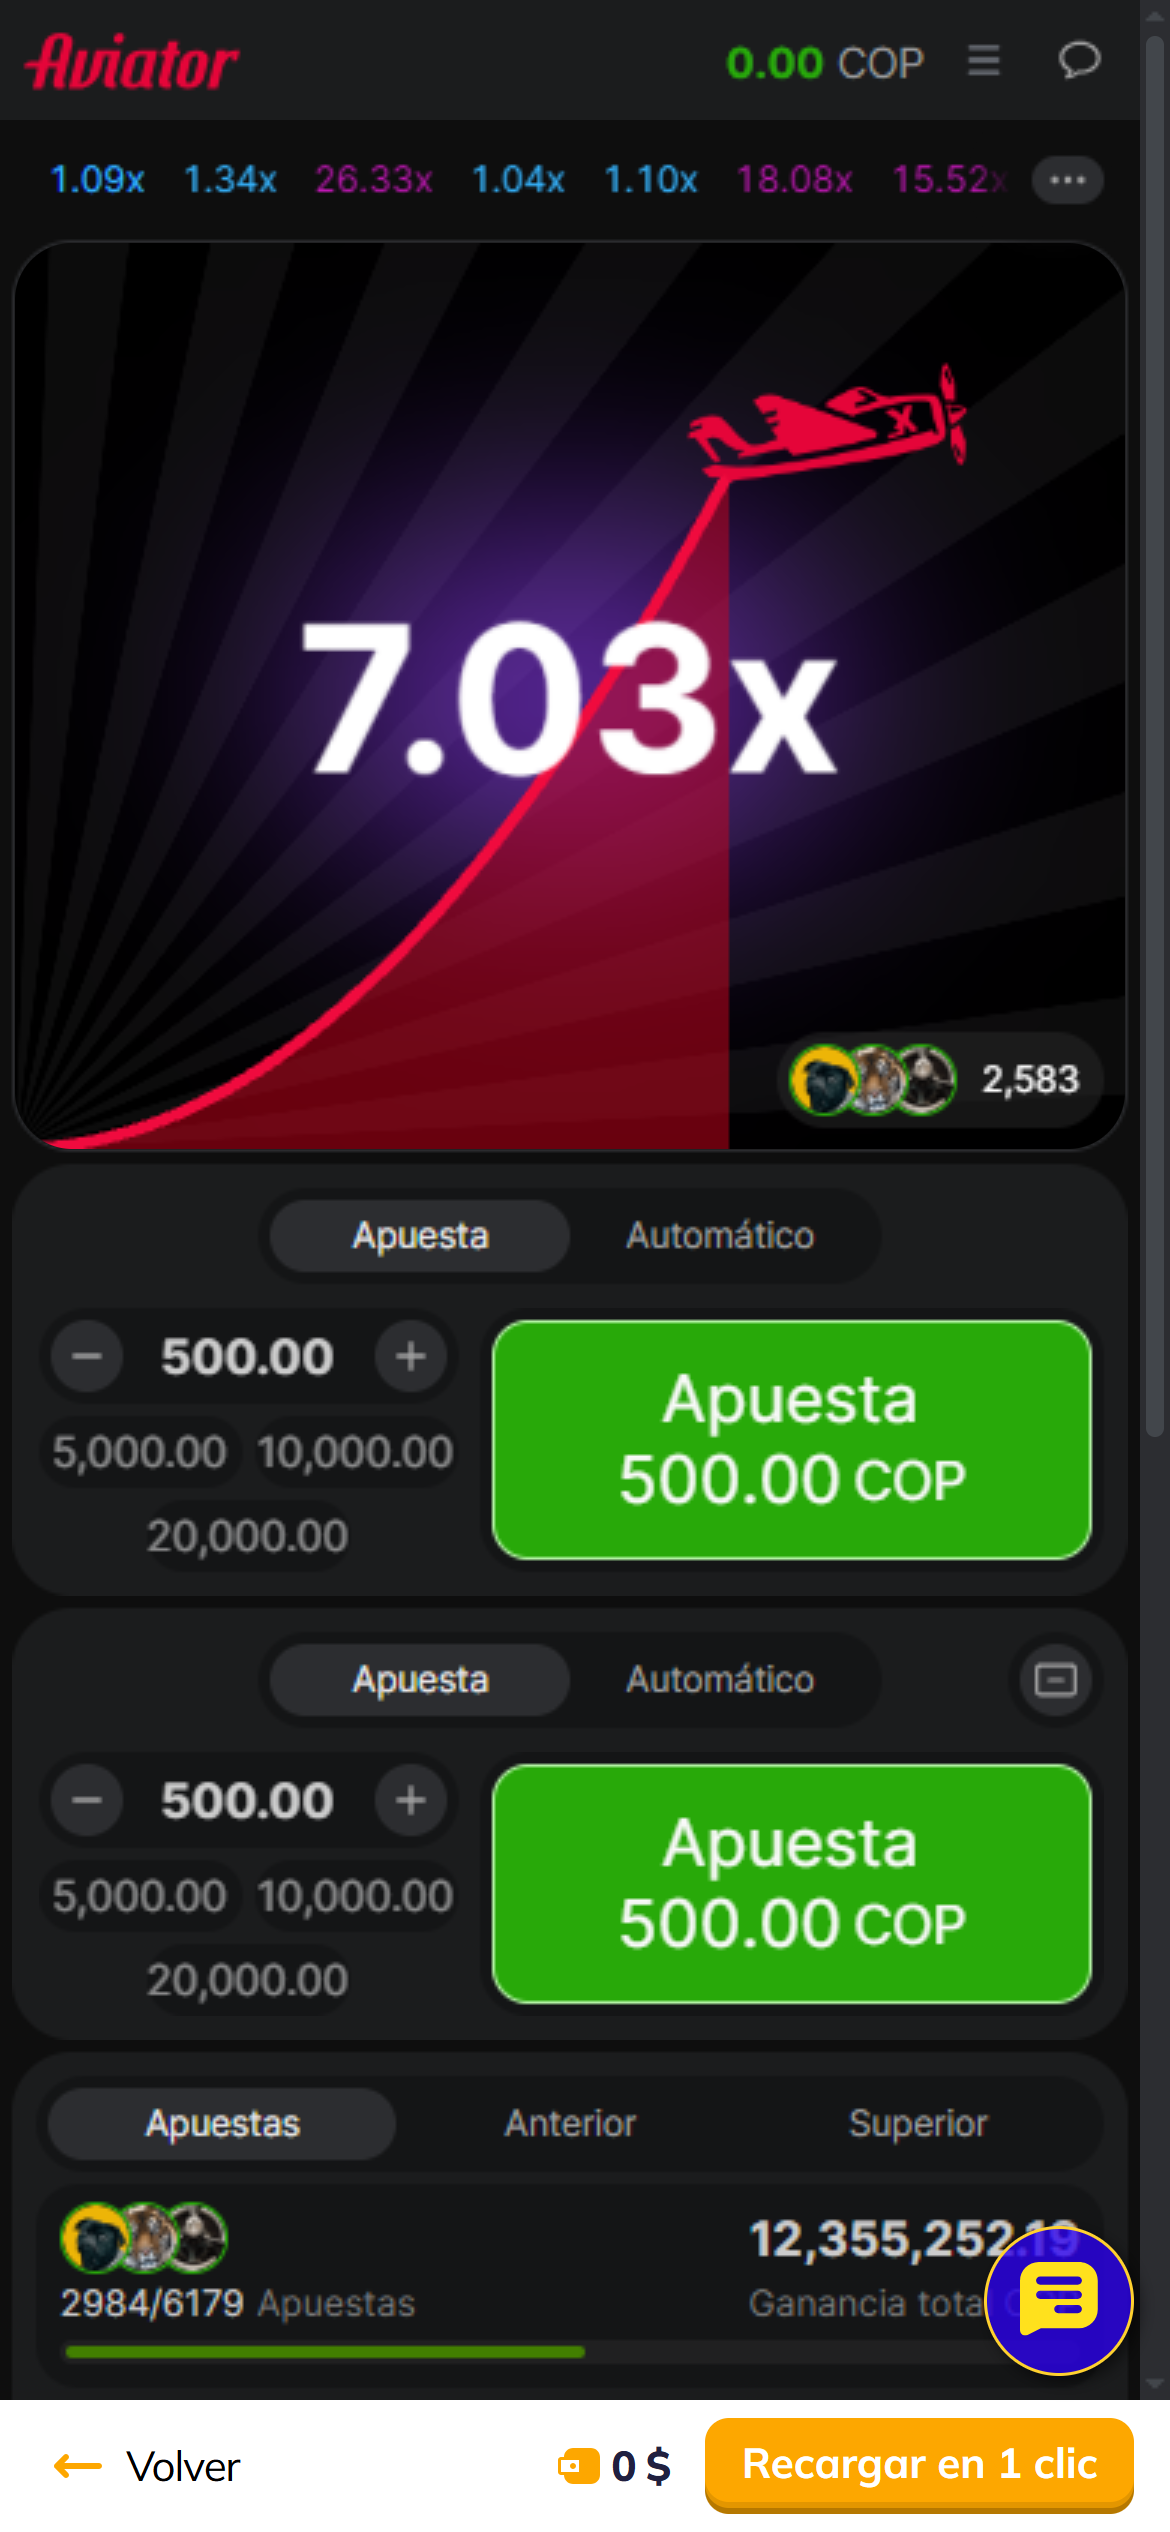 Aviator 0.00 COP
1.09x 1.34x 26.33x 1.04x 1.10x 18.08x 15.52x
7.03x
2,583
Apuesta Automático
500.00
5,000.00 10,000.00
20,000.00
Apuesta
500.00 COP
Apuesta Automático
500.00
5,000.00 10,000.00
20,000.00
Apuesta
500.00 COP
Apuestas Anterior Superior
12,355,252.19
2984/6179 Apuestas Ganancia
Volver 0 $ Recargar en 1 clic